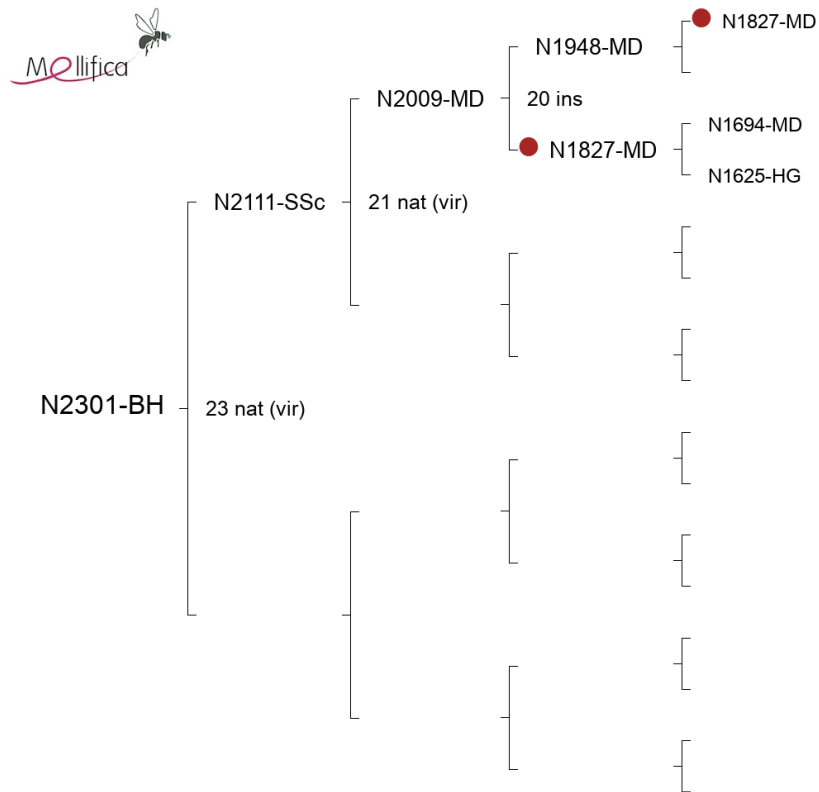 Mellifica
N1827-MD
N1948-MD
N2009-MD
20 ins
N1694-MD
N1827-MD
N1625-HG
N2111-SSc
21 nat (vir)
N2301-BH
23 nat (vir)